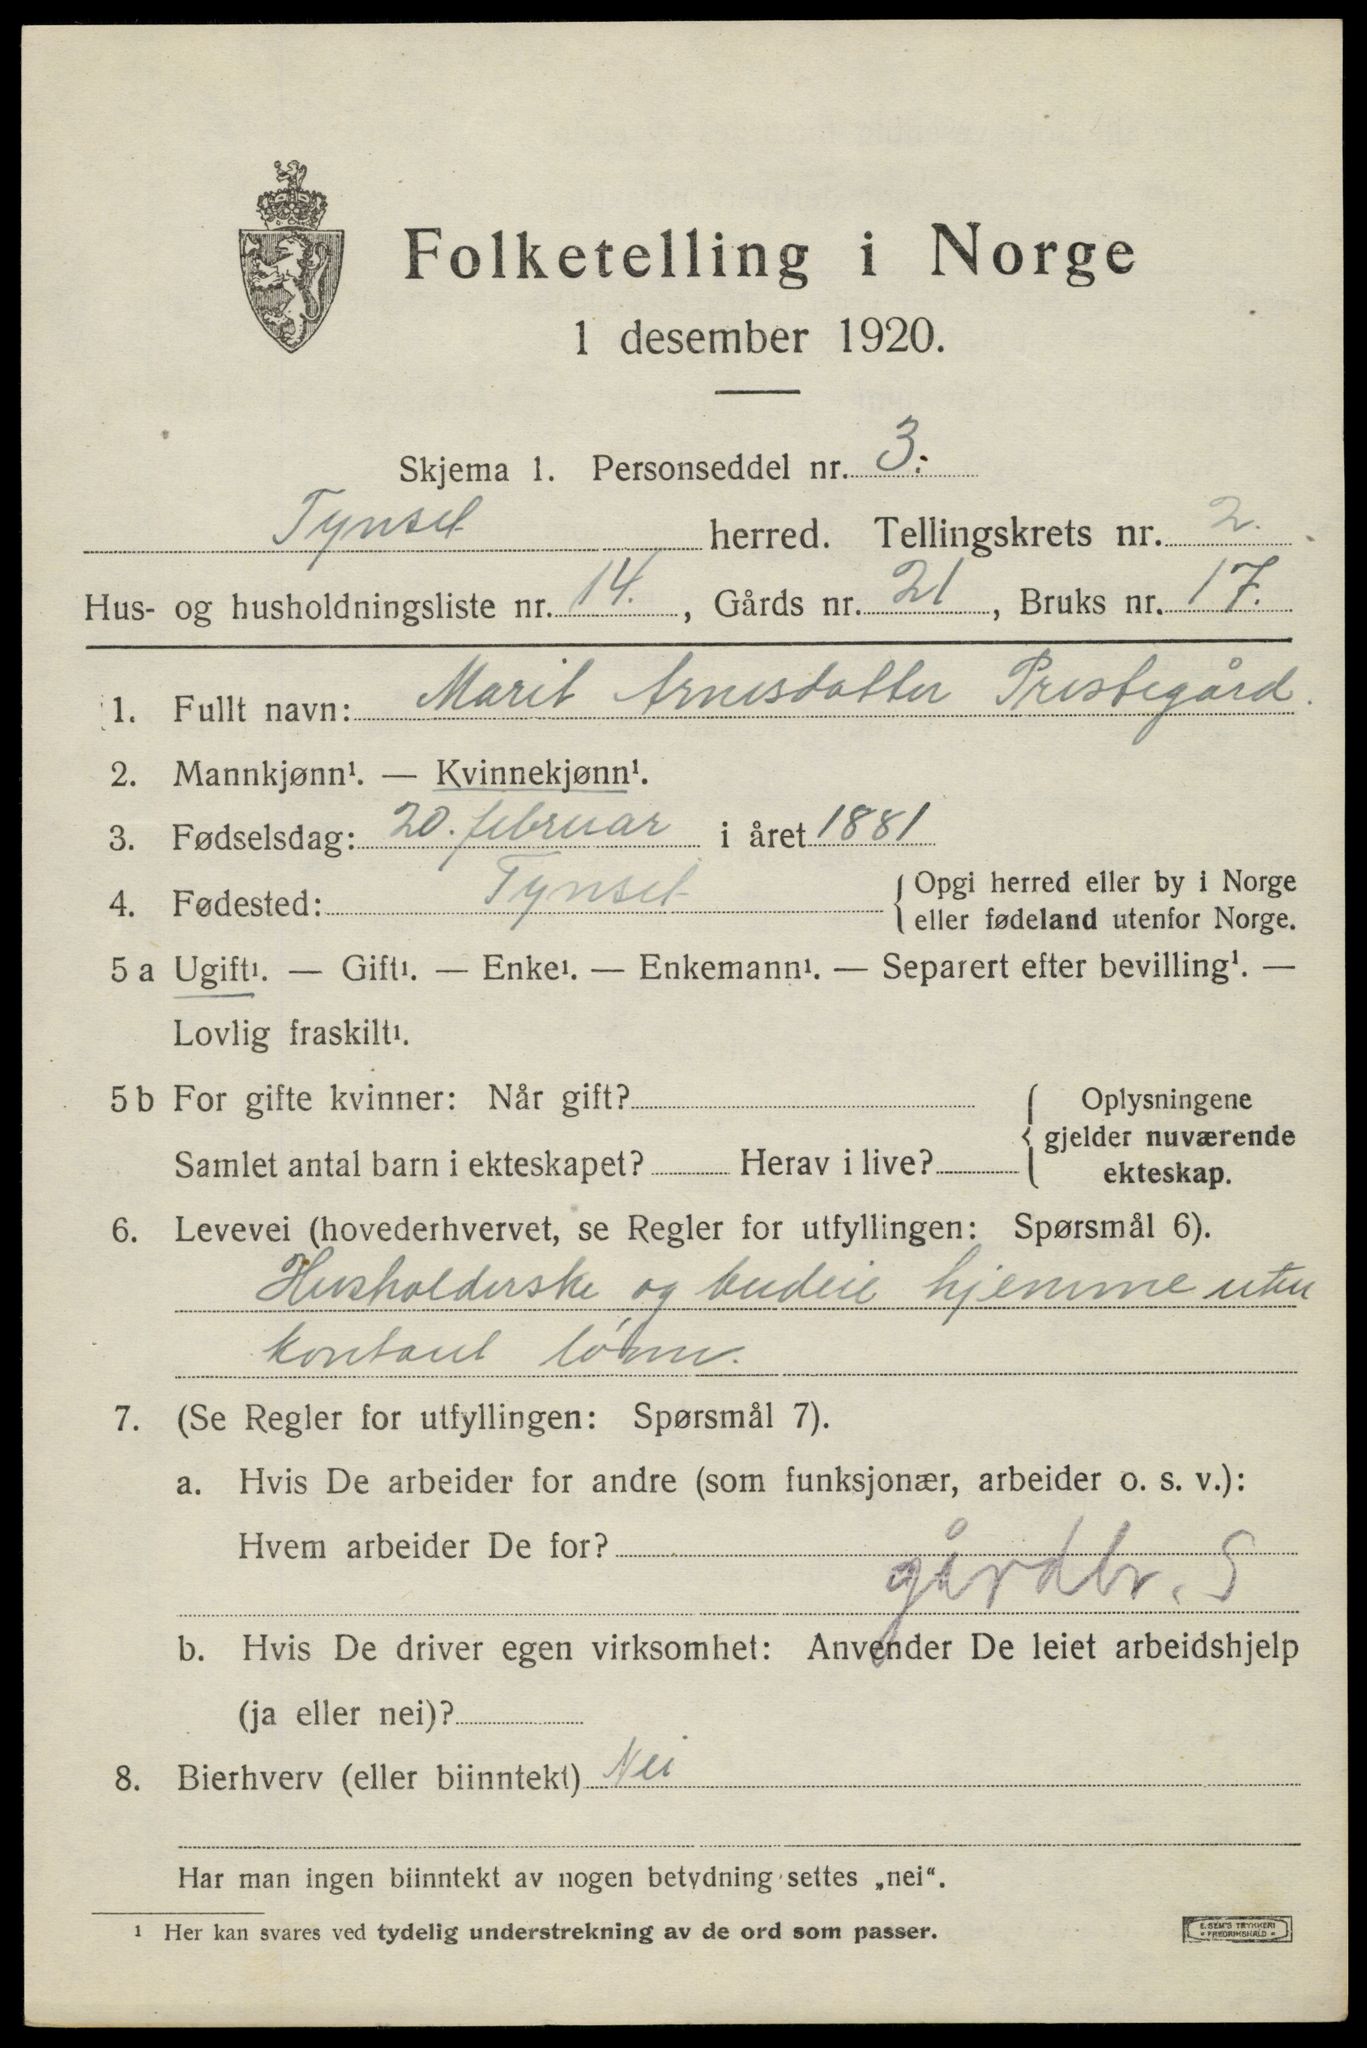 Folketelling i Norge
1 desember 1920.
Skjema 1. Personseddel nr. 3.
Tynset herred. Tellingskrets nr. 2.
Hus- og husholdningsliste nr. 14., Gårds nr. 21, Bruks nr. 17.
1. Fullt navn: Marit Arnesdatter Prestegård.
2. Mannkjønn¹. — Kvinnekjønn¹.
3. Fødselsdag: 20. februar i året 1881
4. Fødested: Tynset { Opgi herred eller by i Norge
eller fødeland utenfor Norge.
5 a Ugift¹. — Gift¹. — Enke¹. — Enkemann¹. — Separert efter bevilling¹. —
Lovlig fraskilt¹.
5 b For gifte kvinner: Når gift? { Oplysningene
gjelder nuværende
Samlet antal barn i ekteskapet? Herav i live? ekteskap.
6. Levevei (hovederhvervet, se Regler for utfyllingen: Spørsmål 6).
Husholderske og budeie hjemme uten
kontant lønn.
7. (Se Regler for utfyllingen: Spørsmål 7).
a. Hvis De arbeider for andre (som funksjonær, arbeider o. s. v.):
Hvem arbeider De for?
gårdbr. S
b. Hvis De driver egen virksomhet: Anvender De leiet arbeidshjelp
(ja eller nei)?
8. Bierhverv (eller biinntekt) Nei
Har man ingen biinntekt av nogen betydning settes „nei“.
¹ Her kan svares ved tydelig understrekning av de ord som passer.
E. SEM'S TRYKKERI
FREDRIKSHALD